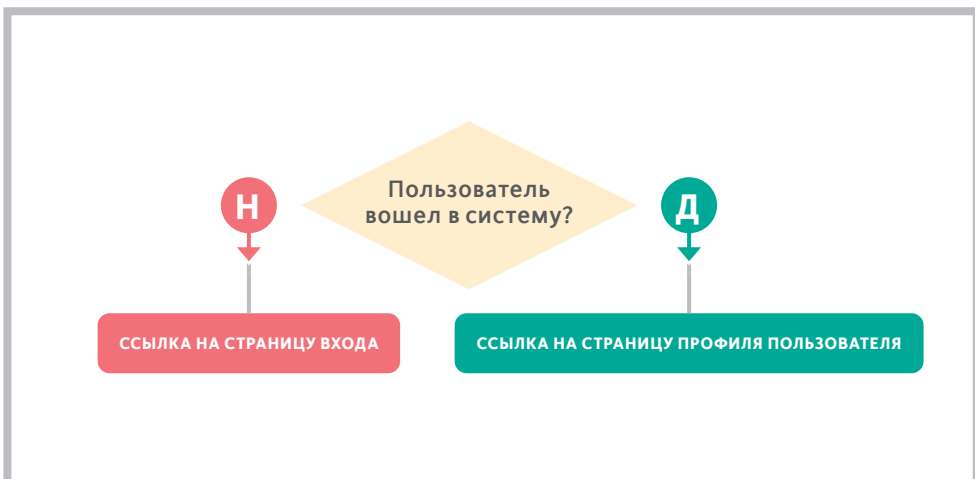 Пользователь
вошел в систему?
Н
Д
ССЫЛКА НА СТРАНИЦУ ВХОДА
ССЫЛКА НА СТРАНИЦУ ПРОФИЛЯ ПОЛЬЗОВАТЕЛЯ